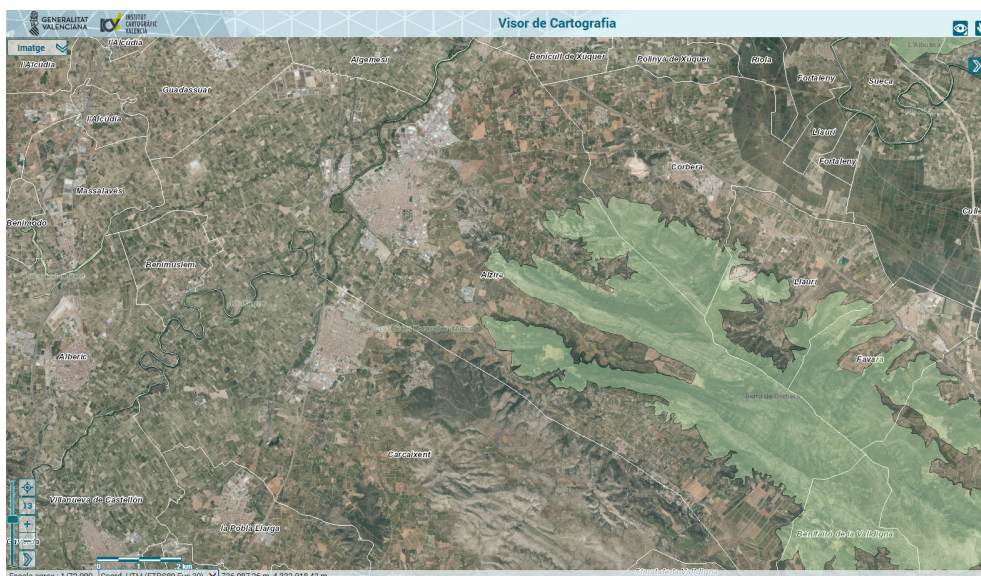 GENERALITAT
VALENCIANA
INSTITUT
CARTOGRÀFIC
VALENCIÀ
Visor de Cartografia
Imatge
l'Alcúdia
l'Alcúdia
Algemesí
Benicull de Xúquer
Polinyà de Xúquer
Riola
Fortaleny
Sueca
L'Albufera
Guadassuar
l'Alcúdia
Llaurí
Fortaleny
Corbera
Massalavés
Benimodo
Culle
Benimuslem
Alzira
Llaurí
Alberic
Favara
Serra de Corbera
Carcaixent
Villanueva de Castellón
la Pobla Llarga
Benifairó de la Valldigna
13
0 1 2 km